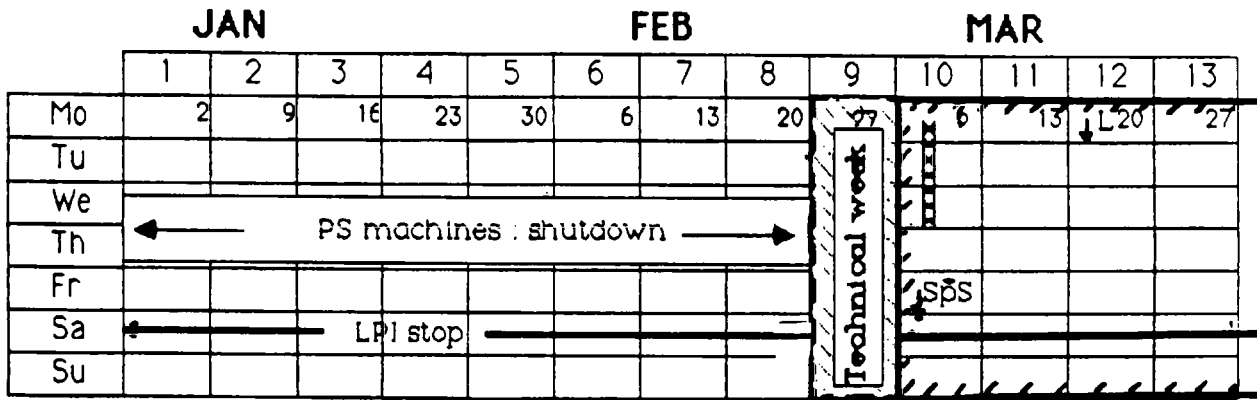 JAN FEB MAR
1 2 3 4 5 6 7 8 9 10 11 12 13
Mo 2 9 16 23 30 6 13 20 27 6 13 L 20 27
Tu
We
Th PS machines : shutdown
Fr SpS
Sa LPI stop
Su
Technical week